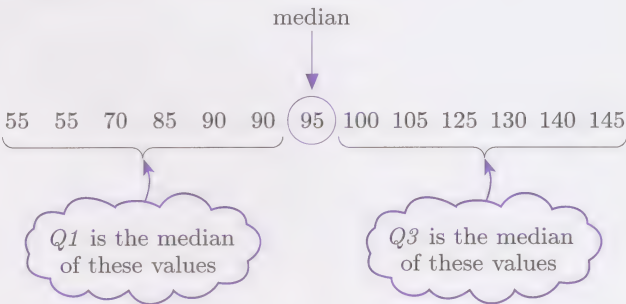 median
55 55 70 85 90 90 95 100 105 125 130 140 145
Q1 is the median
of these values
Q3 is the median
of these values